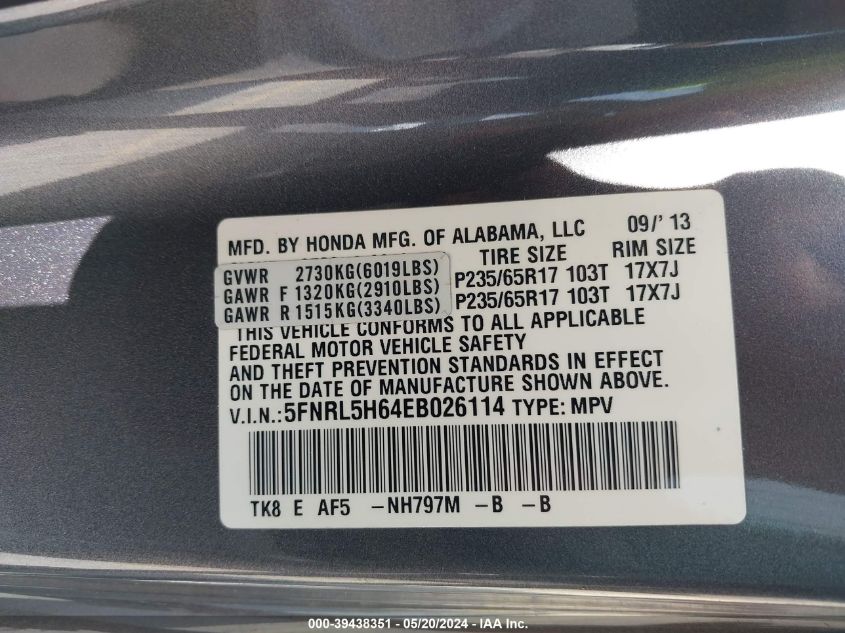 MFD. BY HONDA MFG. OF ALABAMA, LLC 09/' 13
TIRE SIZE RIM SIZE
GVWR 2730KG(6019LBS)
GAWR F 1320KG(2910LBS) P235/65R17 103T 17X7J
GAWR R 1515KG(3340LBS) P235/65R17 103T 17X7J
THIS VEHICLE CONFORMS TO ALL APPLICABLE
FEDERAL MOTOR VEHICLE SAFETY
AND THEFT PREVENTION STANDARDS IN EFFECT
ON THE DATE OF MANUFACTURE SHOWN ABOVE.
V.I.N.:5FNRL5H64EB026114 TYPE: MPV
TK8 E AF5 -NH797M -B -B
000-39438351 - 05/20/2024 - IAA Inc.